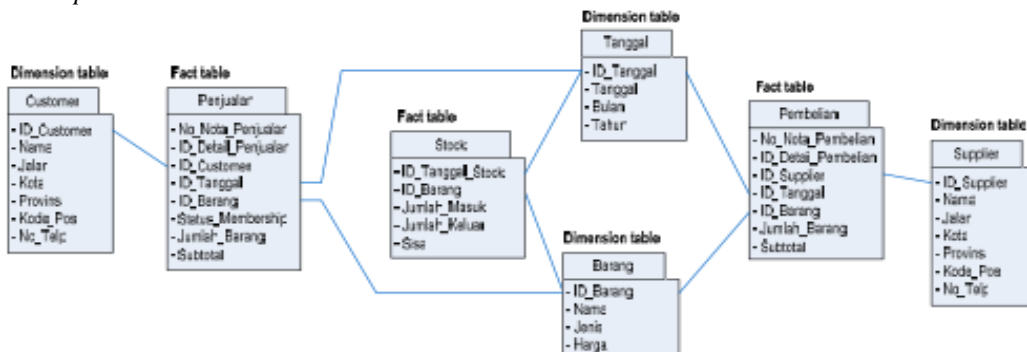 Dimension table
Customer
- ID_Customer
- Nama
- Jalan
- Kota
- Provinsi
- Kode_Pos
- No_Telp
Fact table
Penjualan
- No_Nota_Penjualan
- ID_Detail_Penjualan
- ID_Customer
- ID_Tanggal
- ID_Barang
- Status_Membership
- Jumlah_Barang
- Subtotal
Fact table
Stock
- ID_Tanggal_Stock
- ID_Barang
- Jumlah_Masuk
- Jumlah_Keluar
- Sisa
Dimension table
Tanggal
- ID_Tanggal
- Tanggal
- Bulan
- Tahun
Dimension table
Barang
- ID_Barang
- Nama
- Jenis
- Harga
Fact table
Pembelian
- No_Nota_Pembelian
- ID_Detail_Pembelian
- ID_Supplier
- ID_Tanggal
- ID_Barang
- Jumlah_Barang
- Subtotal
Dimension table
Supplier
- ID_Supplier
- Nama
- Jalan
- Kota
- Provinsi
- Kode_Pos
- No_Telp